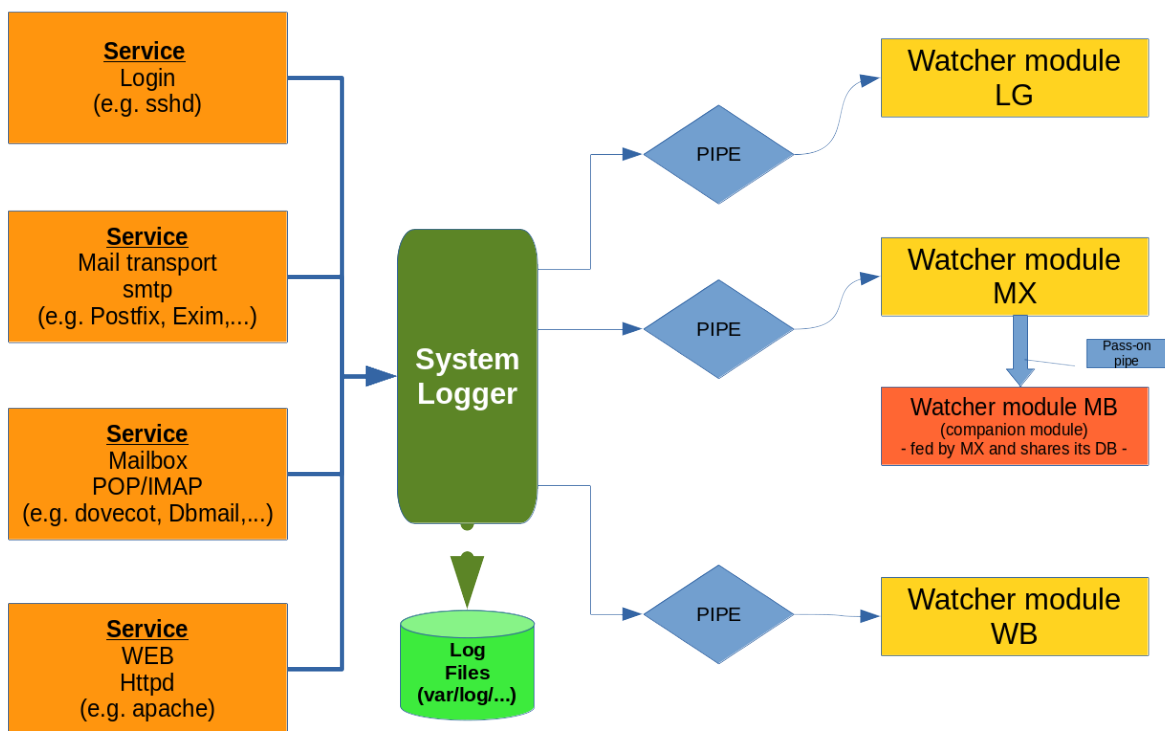 Service
Login
(e.g. sshd)
Service
Mail transport
smtp
(e.g. Postfix, Exim,...)
Service
Mailbox
POP/IMAP
(e.g. dovecot, Dbmail,...)
Service
WEB
Httpd
(e.g. apache)
System
Logger
Log
Files
(var/log/...)
PIPE
PIPE
PIPE
Watcher module
LG
Watcher module
MX
Pass-on
pipe
Watcher module MB
(companion module)
- fed by MX and shares its DB -
Watcher module
WB